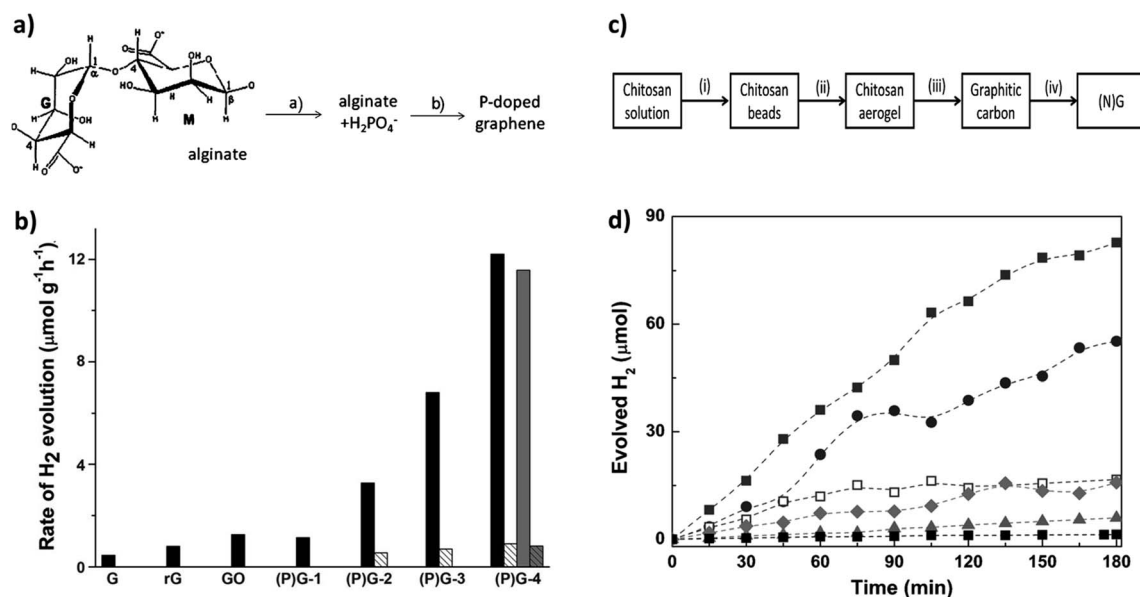 a)
H
O⁻
O
OH
1
α
O
4
H
HO
OH
O
1
β
O
G
O
H
OH
HO
H
H
H
M
O
4
H
H
O
O⁻
alginate
a)
alginate
+H₂PO₄⁻
b)
P-doped
graphene
c)
Chitosan
solution
(i)
Chitosan
beads
(ii)
Chitosan
aerogel
(iii)
Graphitic
carbon
(iv)
(N)G
b)
Rate of H₂ evolution (µmol g⁻¹h⁻¹).
12
8
4
0
G rG GO (P)G-1 (P)G-2 (P)G-3 (P)G-4
d)
Evolved H₂ (µmol)
90
60
30
0
0 30 60 90 120 150 180
Time (min)